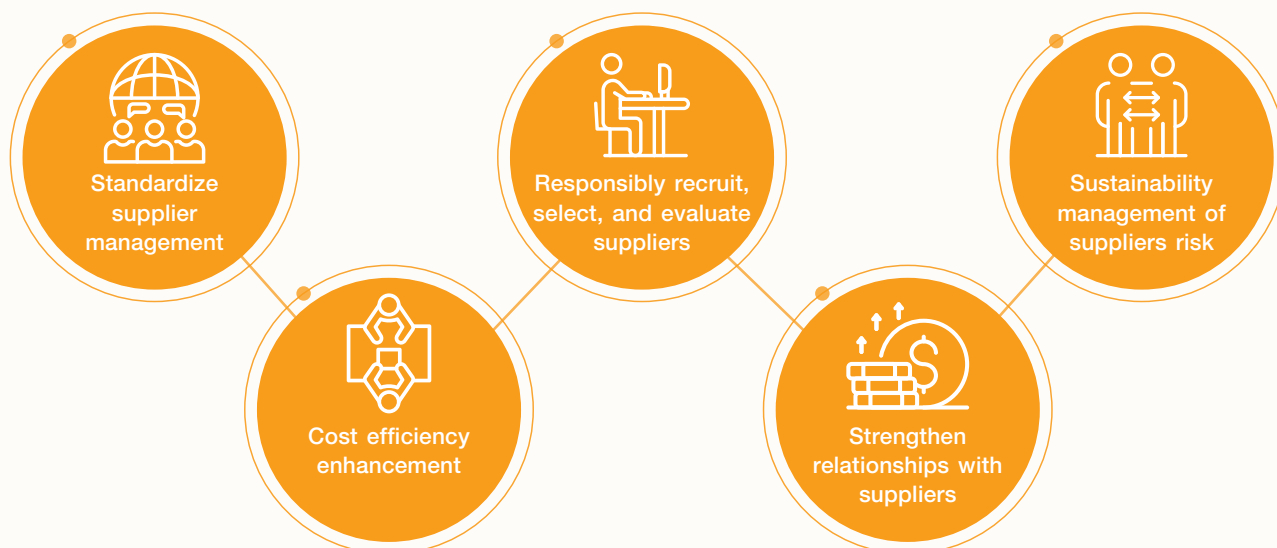 Standardize
supplier
management
Cost efficiency
enhancement
Responsibly recruit,
select, and evaluate
suppliers
Strengthen
relationships with
suppliers
Sustainability
management of
suppliers risk